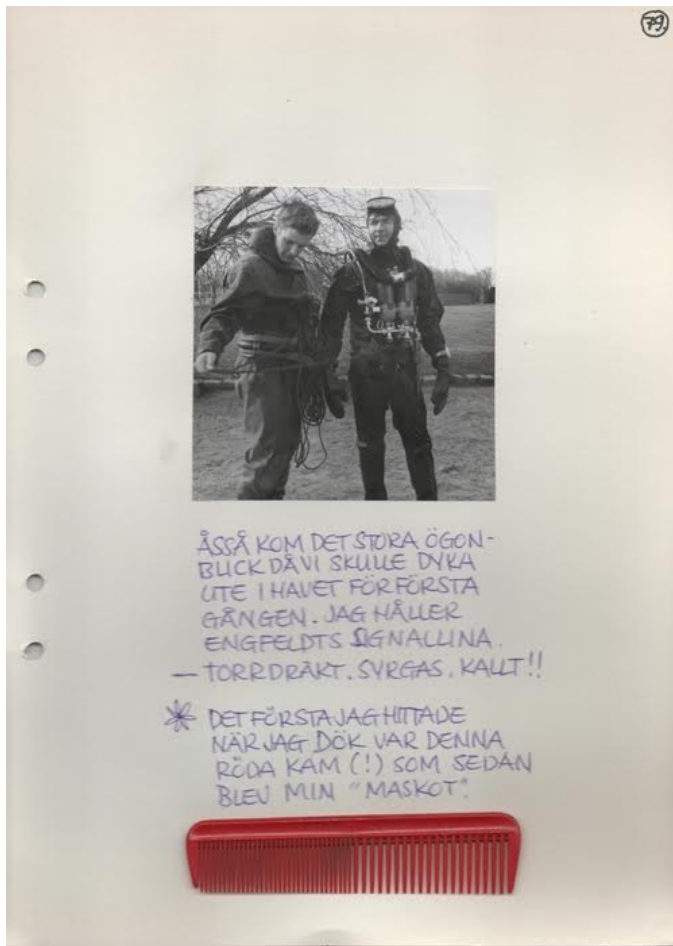 79.
ÅSSÅ KOM DET STORA ÖGON-
BLICK DÅ VI SKULLE DYKA
UTE I HAVET FÖR FÖRSTA
GÅNGEN. JAG HÅLLER
ENGFELDTS SIGNALLINA.
— TORRDRÄKT. SYRGAS. KALLT!!
* DET FÖRSTA JAG HITTADE
NÄR JAG DÖK VAR DENNA
RÖDA KAM (!) SOM SEDAN
BLEV MIN "MASKOT".